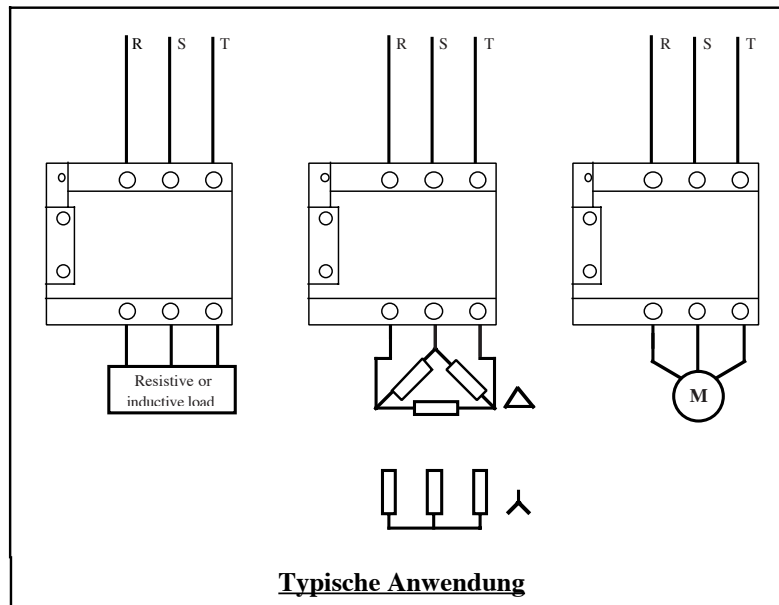 R S T
R S T
R S T
Resistive or
inductive load
M
Typische Anwendung